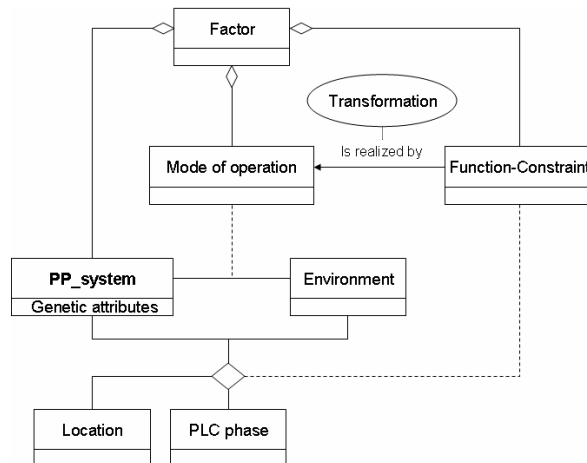 Factor
Transformation
Is realized by
Mode of operation
Function-Constraint
PP_system
Genetic attributes
Environment
Location
PLC phase